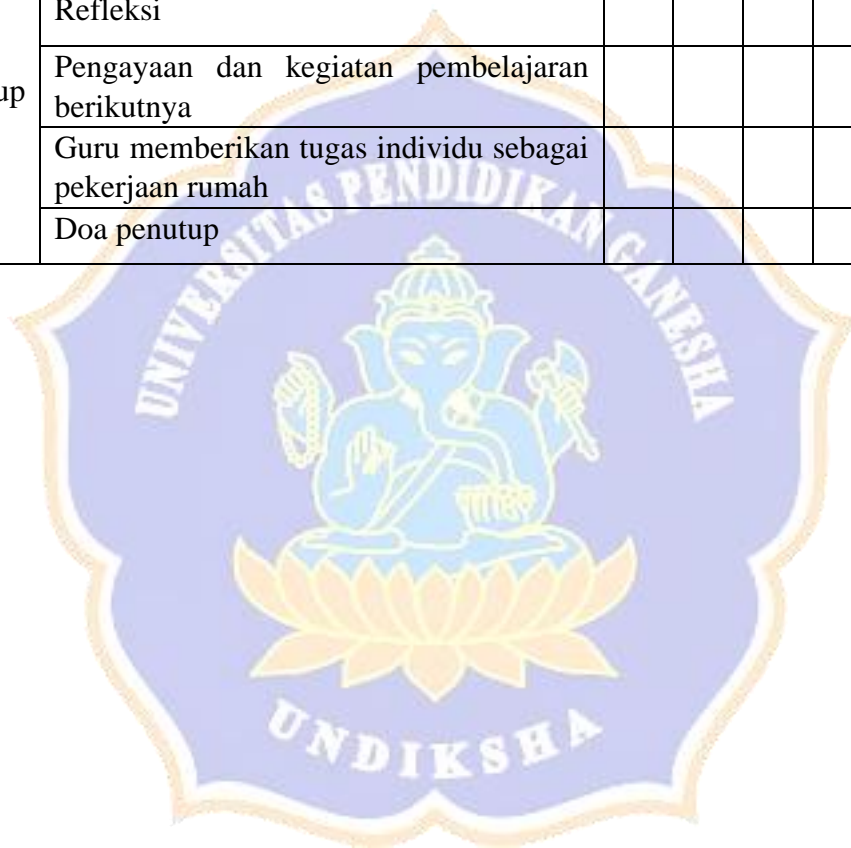 Refleksi
Pengayaan dan kegiatan pembelajaran
up
berikutnya
Guru memberikan tugas individu sebagai
pekerjaan rumah
Doa penutup
UNIVERSITAS PENDIDIKAN GANESHA
UNDIKSHA